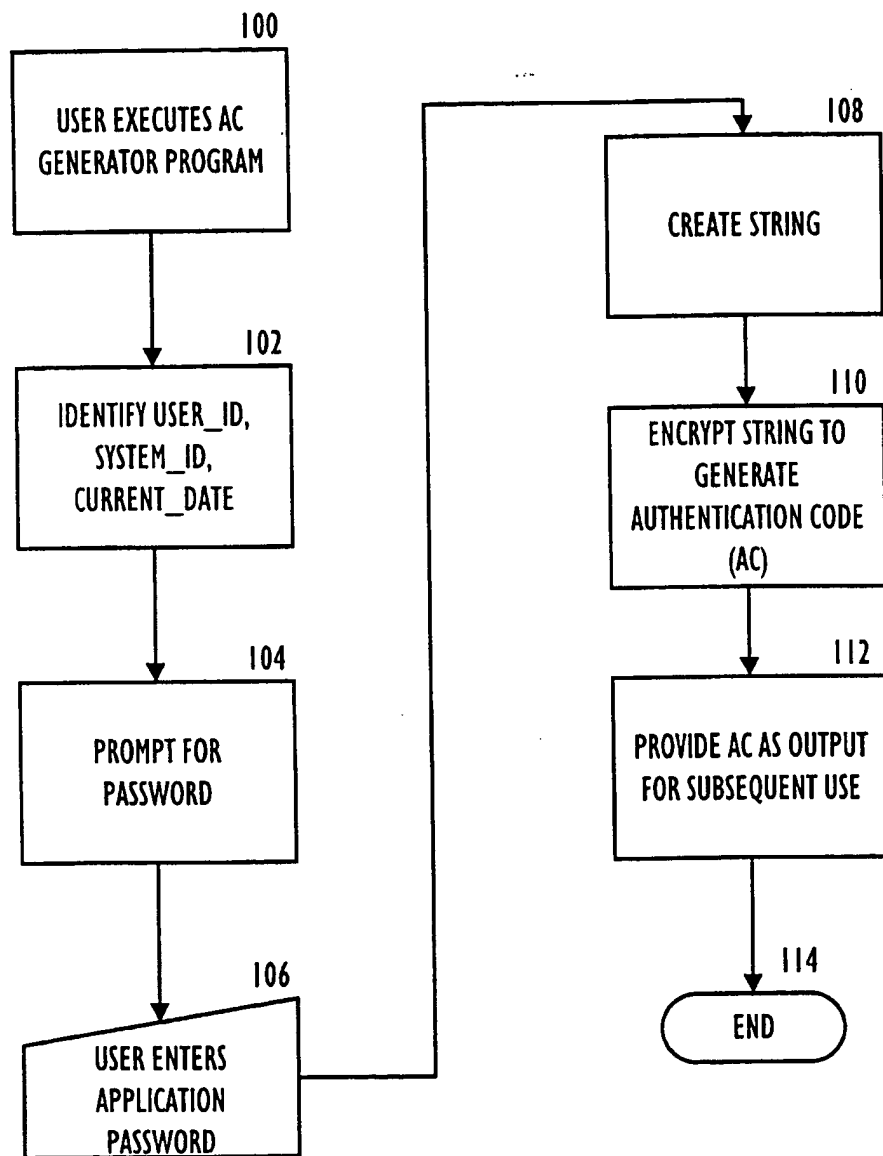 100
USER EXECUTES AC
GENERATOR PROGRAM
102
IDENTIFY USER_ID,
SYSTEM_ID,
CURRENT_DATE
104
PROMPT FOR
PASSWORD
106
USER ENTERS
APPLICATION
PASSWORD
108
CREATE STRING
110
ENCRYPT STRING TO
GENERATE
AUTHENTICATION CODE
(AC)
112
PROVIDE AC AS OUTPUT
FOR SUBSEQUENT USE
114
END